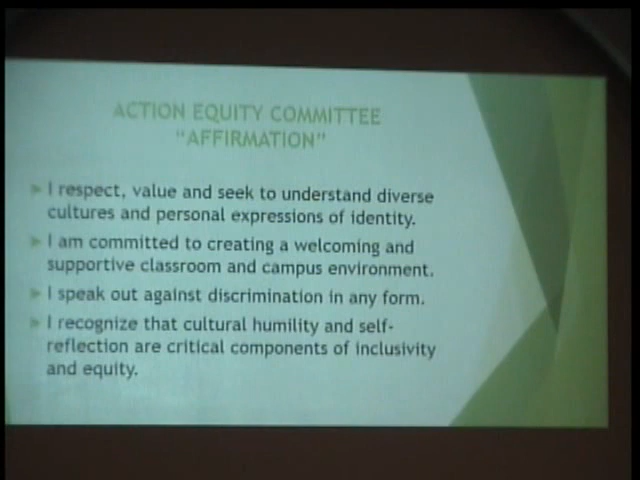 ACTION EQUITY COMMITTEE
"AFFIRMATION"
I respect, value and seek to understand diverse
cultures and personal expressions of identity.
I am committed to creating a welcoming and
supportive classroom and campus environment.
I speak out against discrimination in any form.
I recognize that cultural humility and self-
reflection are critical components of inclusivity
and equity.